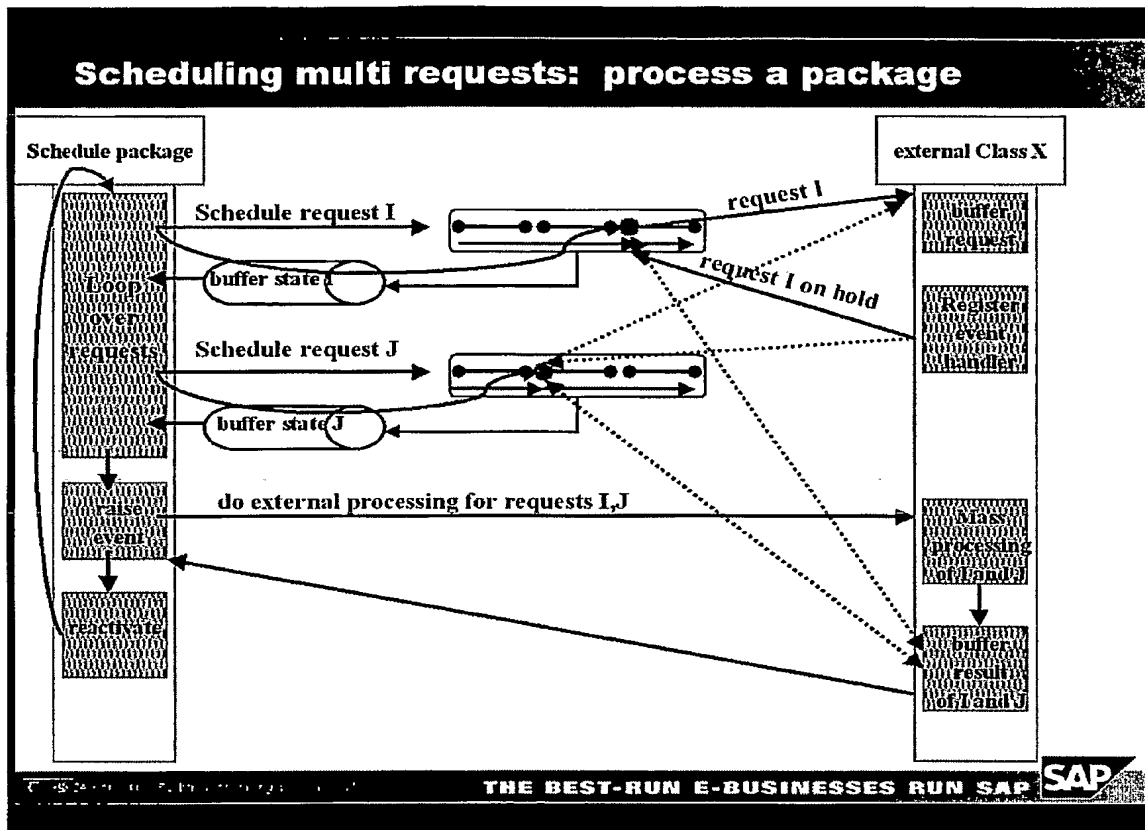 Scheduling multi requests: process a package
Schedule package
external Class X
Schedule request I
request I
buffer
request
buffer state I
request I on hold
Loop
over
requests
Register
event
handler
Schedule request J
buffer state J
raise
event
do external processing for requests I,J
Mass
processing
of I and J
reactivate
buffer
result
of I and J
THE BEST-RUN E-BUSINESSES RUN SAP
SAP